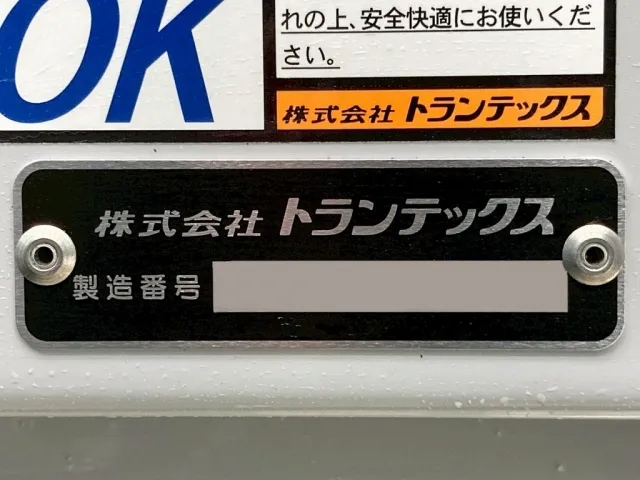 OK
れの上、安全快適にお使いくだ
さい。
株式会社 トランテックス
株式会社 トランテックス
製造番号